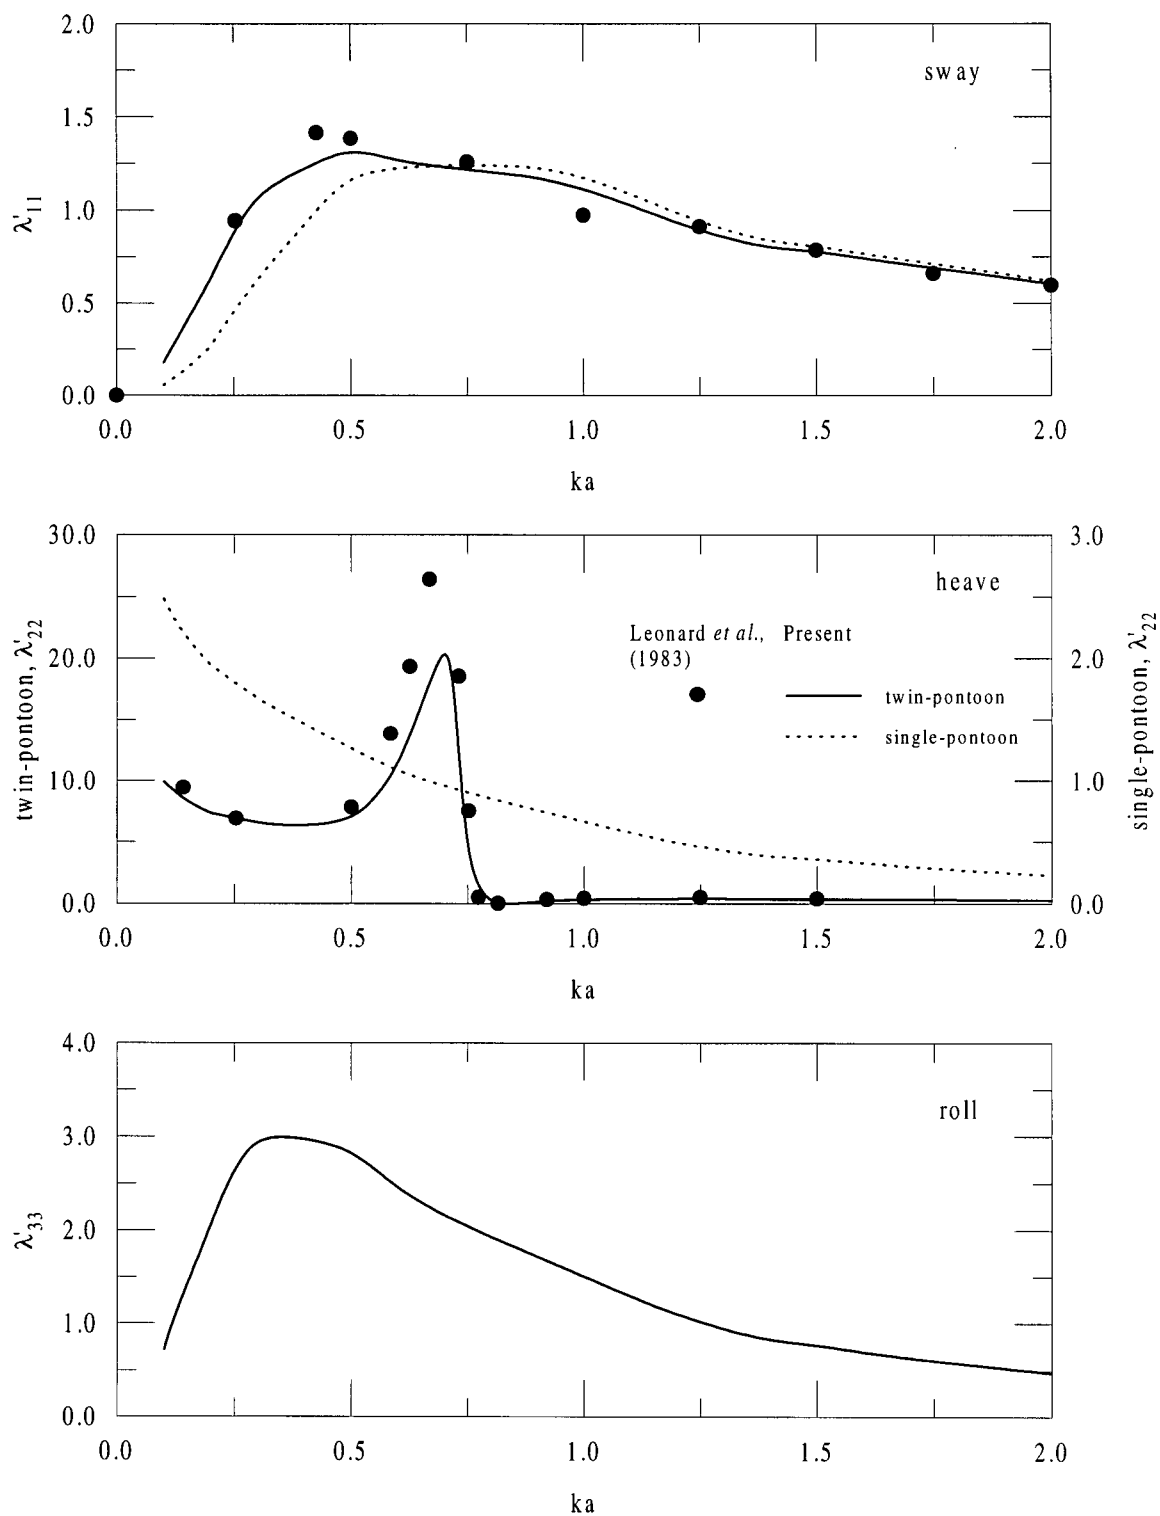 2.0
sway
1.5
λ'11
1.0
0.5
0.0
0.0 0.5 1.0 1.5 2.0
ka
30.0 3.0
heave
twin-pontoon, λ'22
single-pontoon, λ'22
Leonard et al., Present
(1983)
20.0 2.0
twin-pontoon
single-pontoon
10.0 1.0
0.0 0.0
0.0 0.5 1.0 1.5 2.0
ka
4.0
roll
3.0
λ'33
2.0
1.0
0.0
0.0 0.5 1.0 1.5 2.0
ka